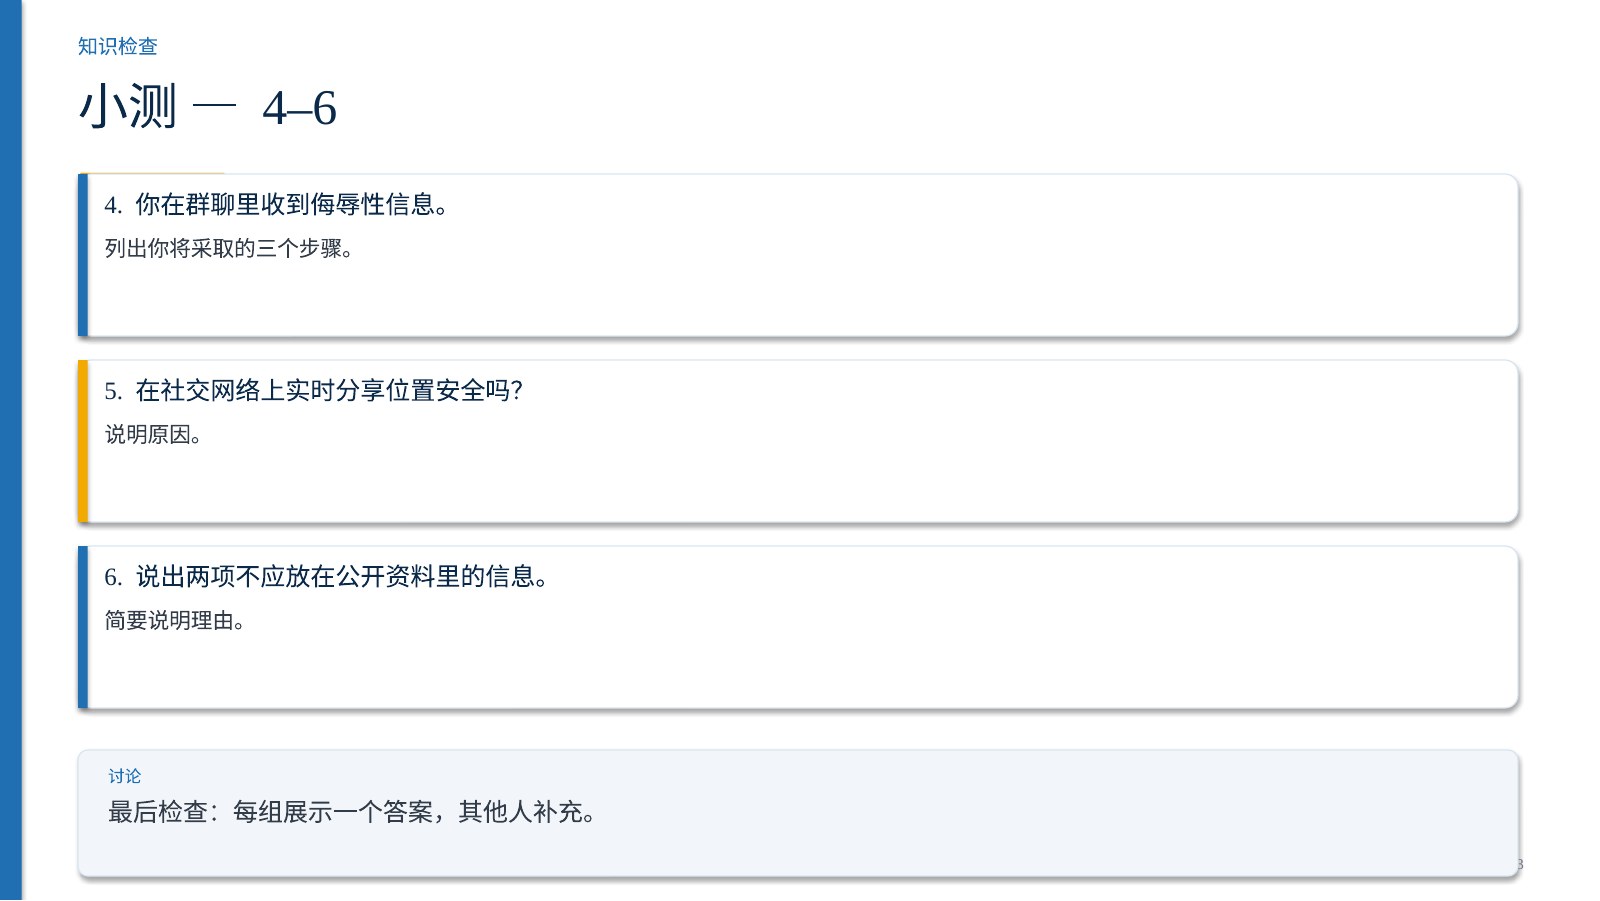 知识检查
小测 — 4–6
4. 你在群聊里收到侮辱性信息。
列出你将采取的三个步骤。
5. 在社交网络上实时分享位置安全吗？
说明原因。
6. 说出两项不应放在公开资料里的信息。
简要说明理由。
讨论
最后检查：每组展示一个答案，其他人补充。